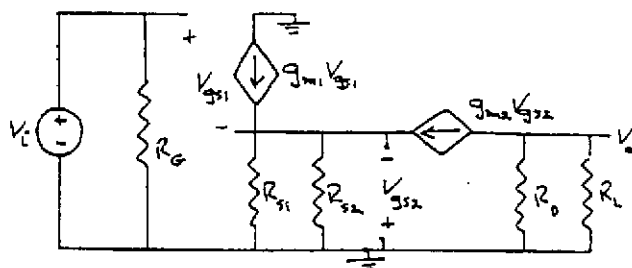 +
V_gs1
g_m1 V_gs1
-
g_m2 V_gs2
V_o
V_i
+
-
R_G
R_S1
R_S2
-
V_gs2
+
R_D
R_L